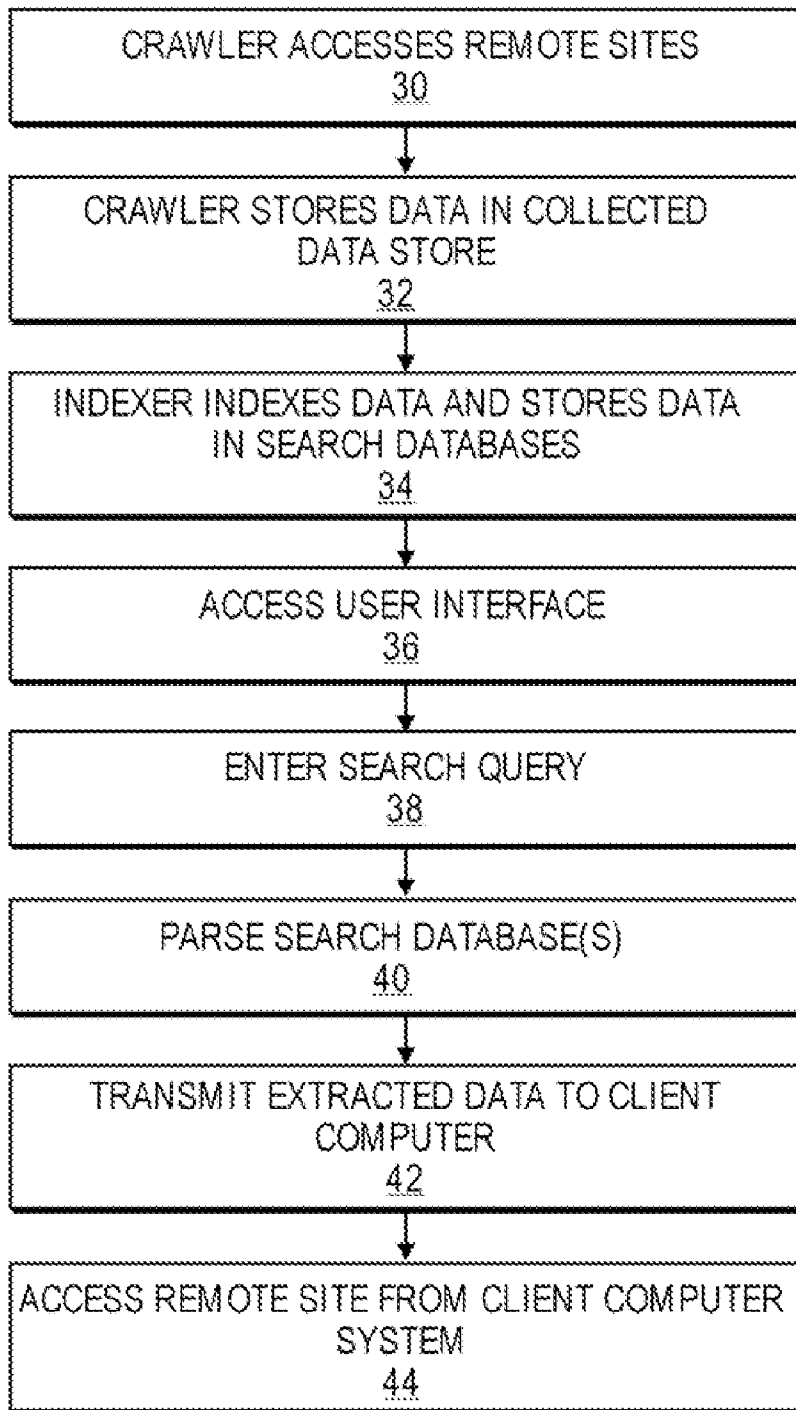 CRAWLER ACCESSES REMOTE SITES
30
CRAWLER STORES DATA IN COLLECTED
DATA STORE
32
INDEXER INDEXES DATA AND STORES DATA
IN SEARCH DATABASES
34
ACCESS USER INTERFACE
36
ENTER SEARCH QUERY
38
PARSE SEARCH DATABASE(S)
40
TRANSMIT EXTRACTED DATA TO CLIENT
COMPUTER
42
ACCESS REMOTE SITE FROM CLIENT COMPUTER
SYSTEM
44